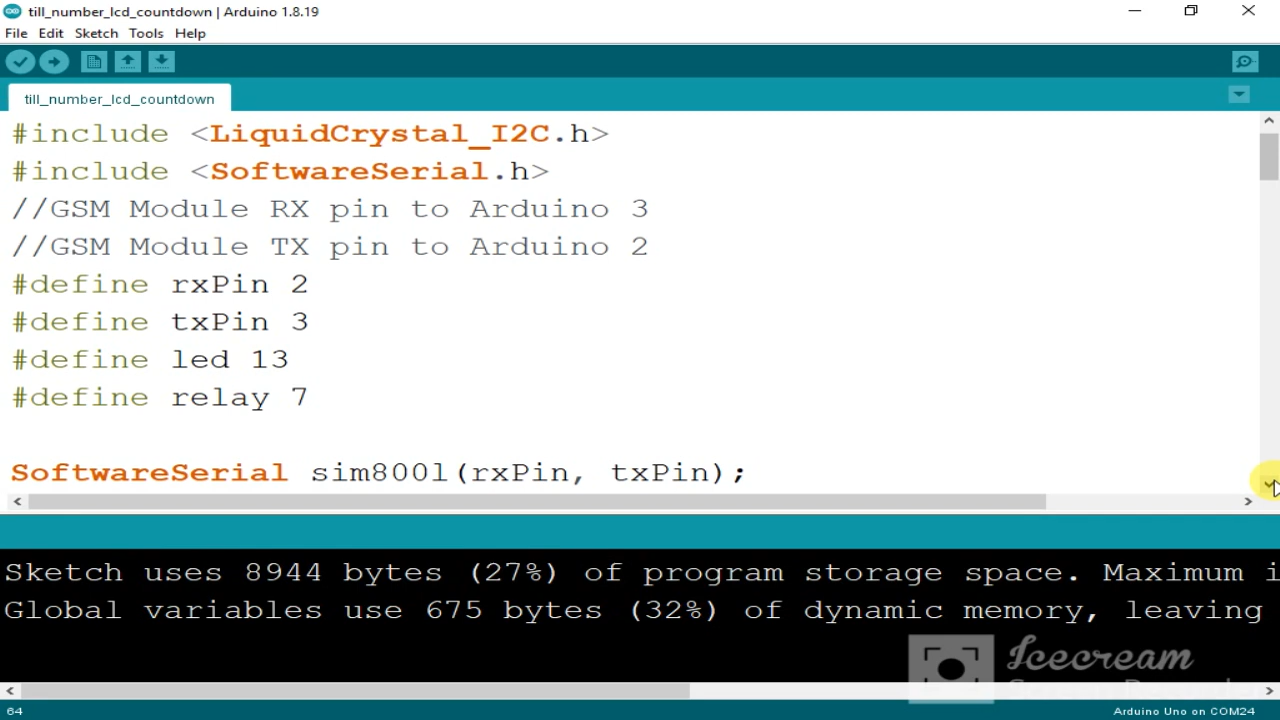 till_number_lcd_countdown | Arduino 1.8.19
File Edit Sketch Tools Help
till_number_lcd_countdown
#include <LiquidCrystal_I2C.h>
#include <SoftwareSerial.h>
//GSM Module RX pin to Arduino 3
//GSM Module TX pin to Arduino 2
#define rxPin 2
#define txPin 3
#define led 13
#define relay 7
SoftwareSerial sim800l(rxPin, txPin);
Sketch uses 8944 bytes (27%) of program storage space. Maximum i
Global variables use 675 bytes (32%) of dynamic memory, leaving
Icecream
Screen Recorder
64
Arduino Uno on COM24